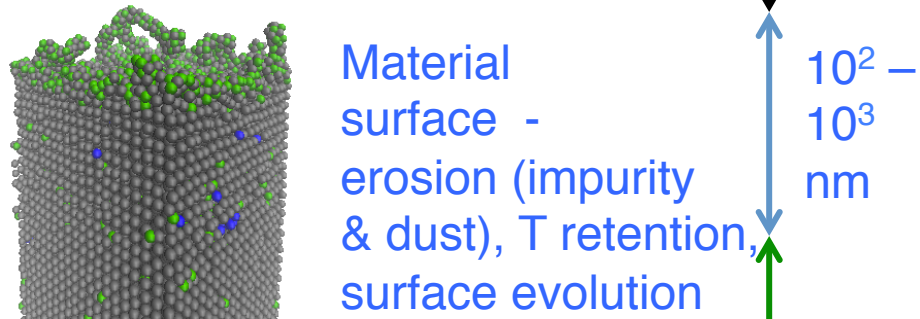 Material
surface -
erosion (impurity
& dust), T retention,
surface evolution
10² –
10³
nm